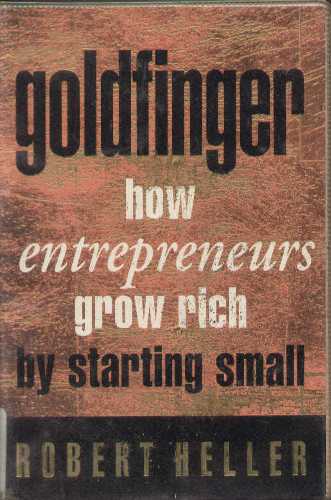 goldfinger
how
entrepreneurs
grow rich
by starting small
ROBERT HELLER